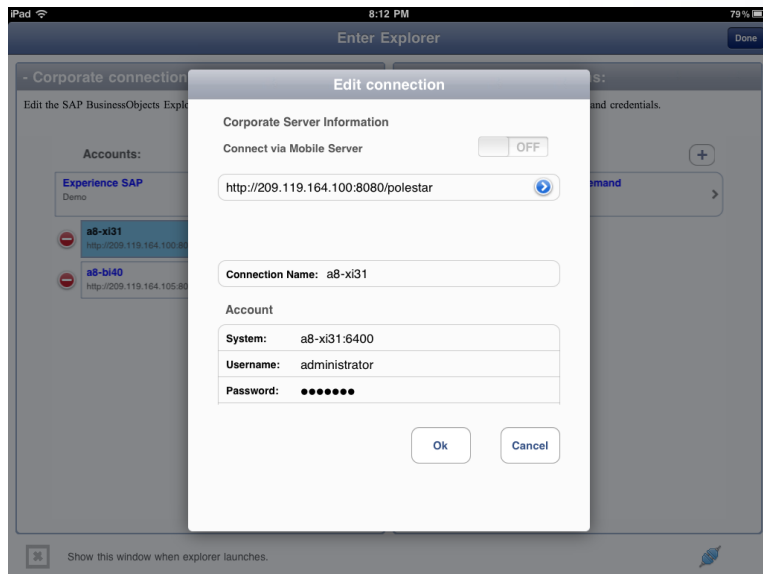 iPad 8:12 PM 79%
Enter Explorer Done
- Corporate connection s:
Edit the SAP BusinessObjects Explo and credentials.
Accounts:
Experience SAP
Demo
emand
a8-xi31
http://209.119.164.100:80
a8-bi40
http://209.119.164.105:80
Edit connection
Corporate Server Information
Connect via Mobile Server OFF
http://209.119.164.100:8080/polestar
Connection Name: a8-xi31
Account
System: a8-xi31:6400
Username: administrator
Password: ●●●●●●●
Ok Cancel
Show this window when explorer launches.